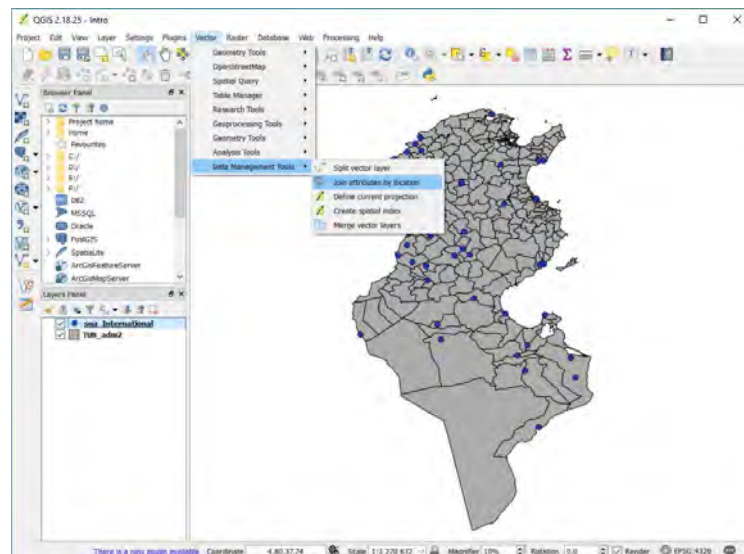 QGIS 2.18.25 - Intro
Project Edit View Layer Settings Plugins Vector Raster Database Web Processing Help
Geometry Tools
OpenStreetMap
Spatial Query
Table Manager
Research Tools
Geoprocessing Tools
Geometry Tools
Analysis Tools
Data Management Tools
Split vector layer
Join attributes by location
Define current projection
Create spatial index
Merge vector layers
Browser Panel
Project home
Home
Favourites
C:/
D:/
E:/
F:/
DB2
MSSQL
Oracle
PostGIS
SpatiaLite
ArcGisFeatureServer
ArcGisMapServer
Layers Panel
TUN_adm2
There is a new plugin available Coordinate 4.80,37.74 Scale Magnifier Rotation 0.0 Render EPSG:4326